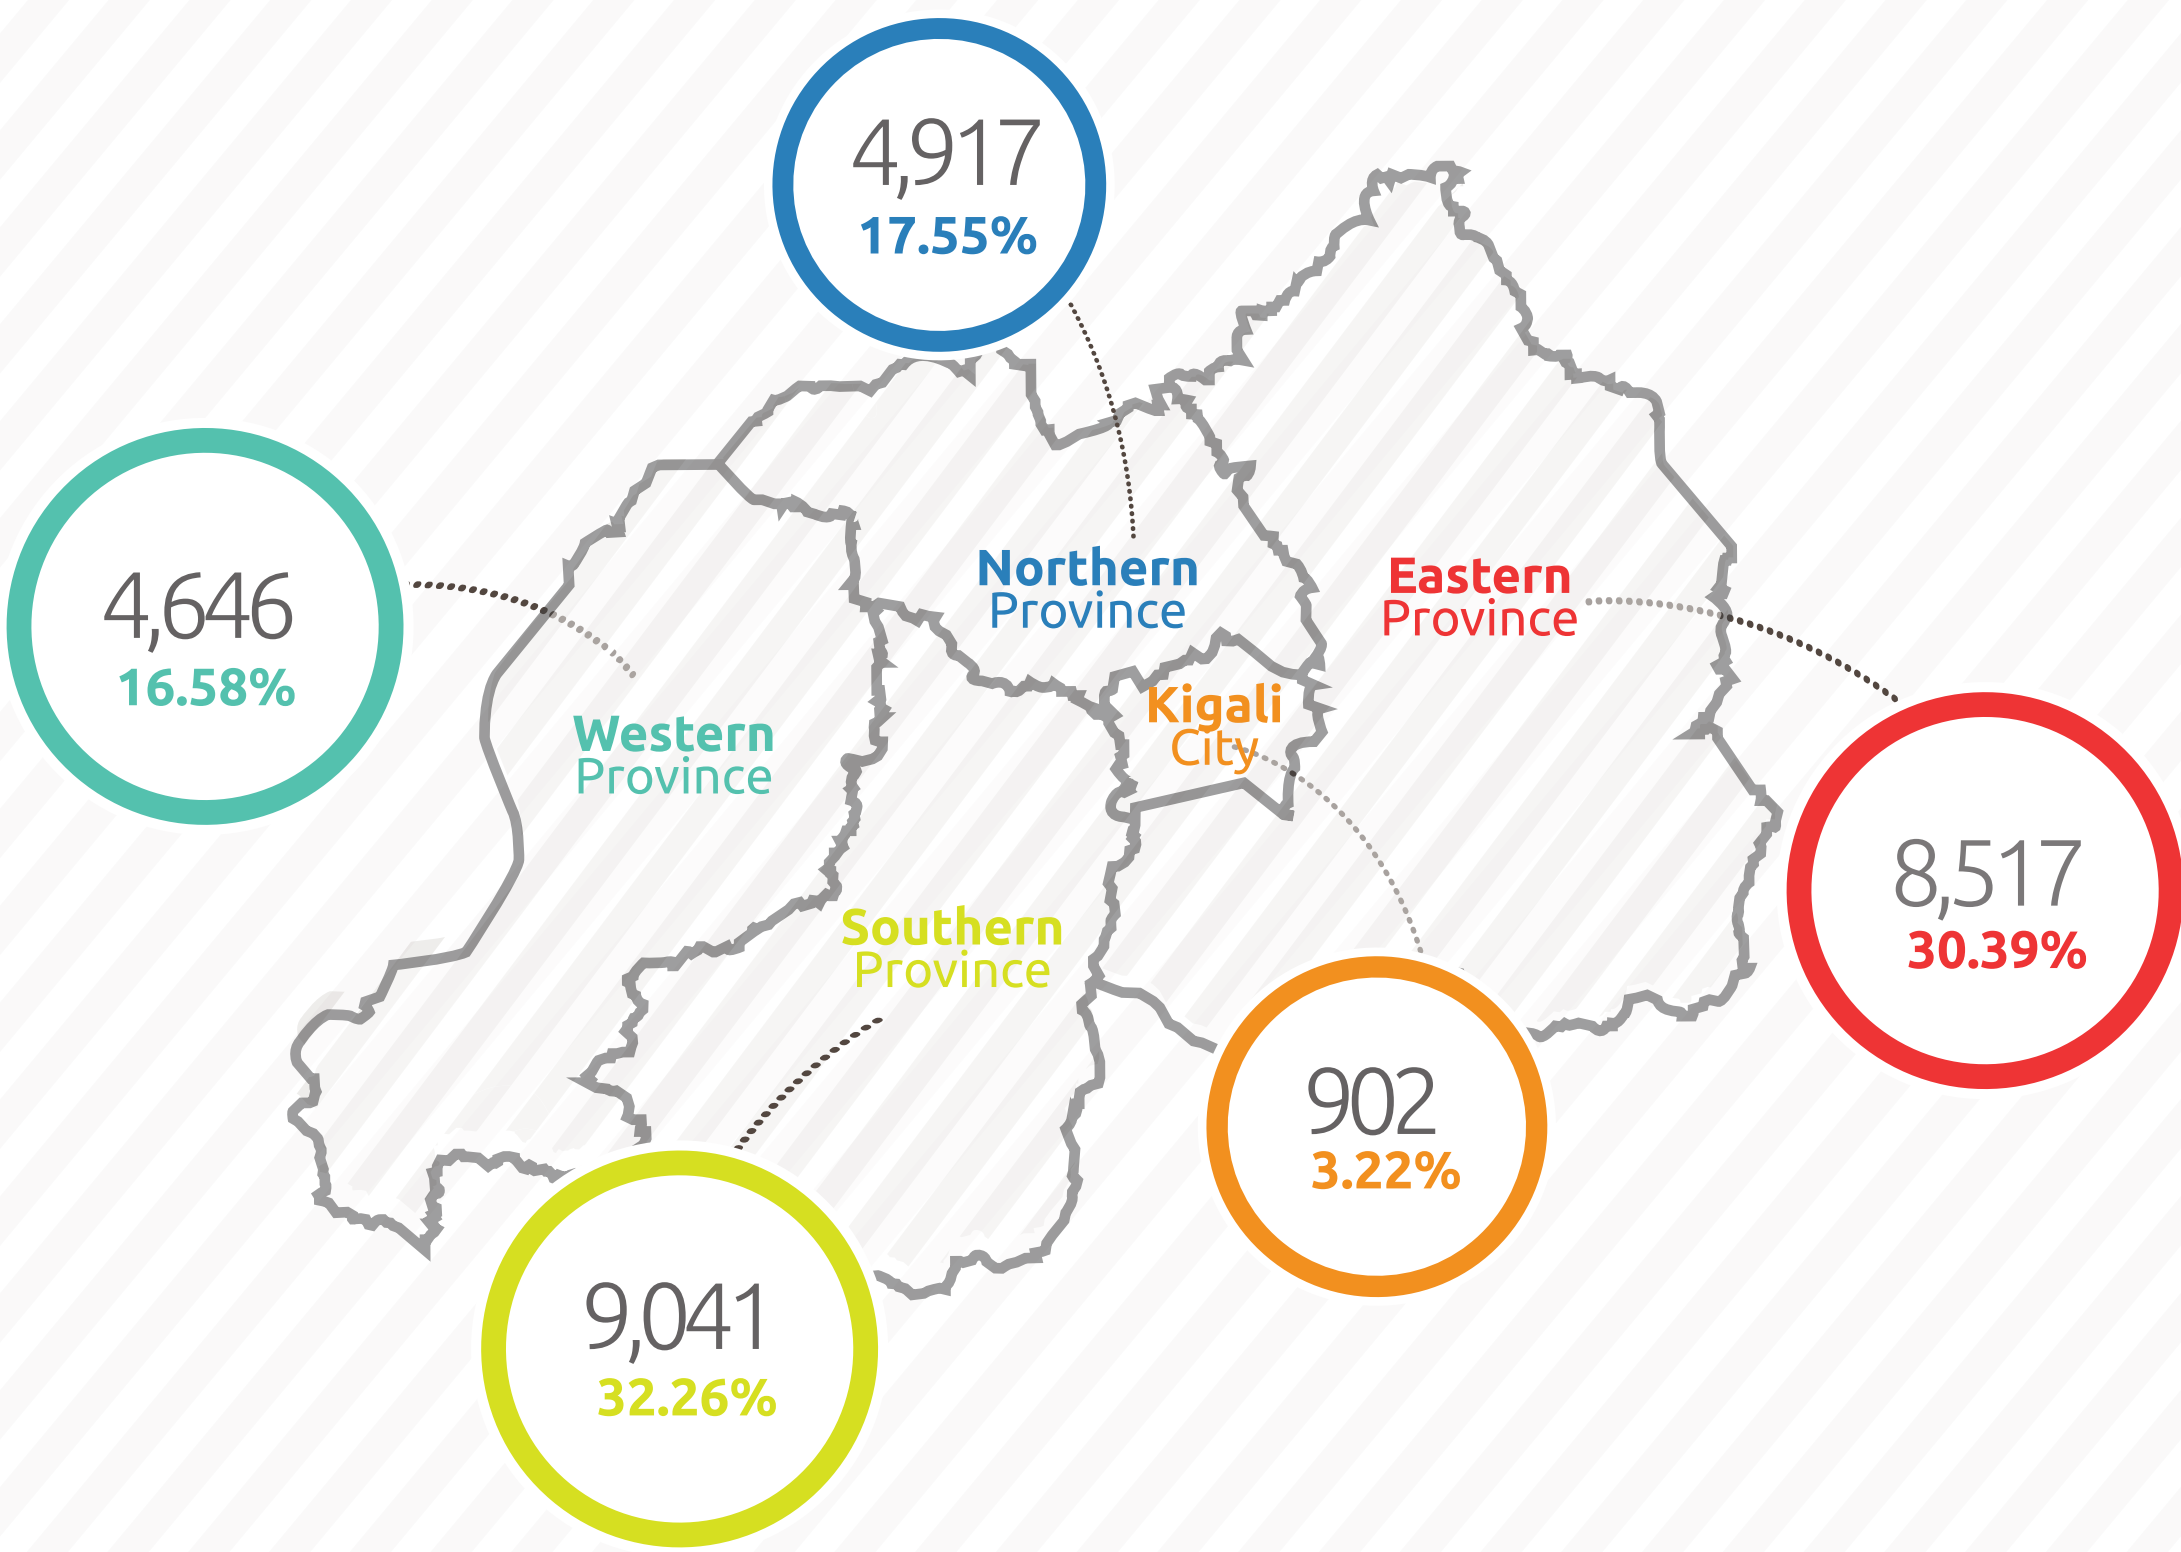 4,917
17.55%
4,646
16.58%
Northern
Province
Eastern
Province
Kigali
City
Western
Province
8,517
30.39%
Southern
Province
902
3.22%
9,041
32.26%